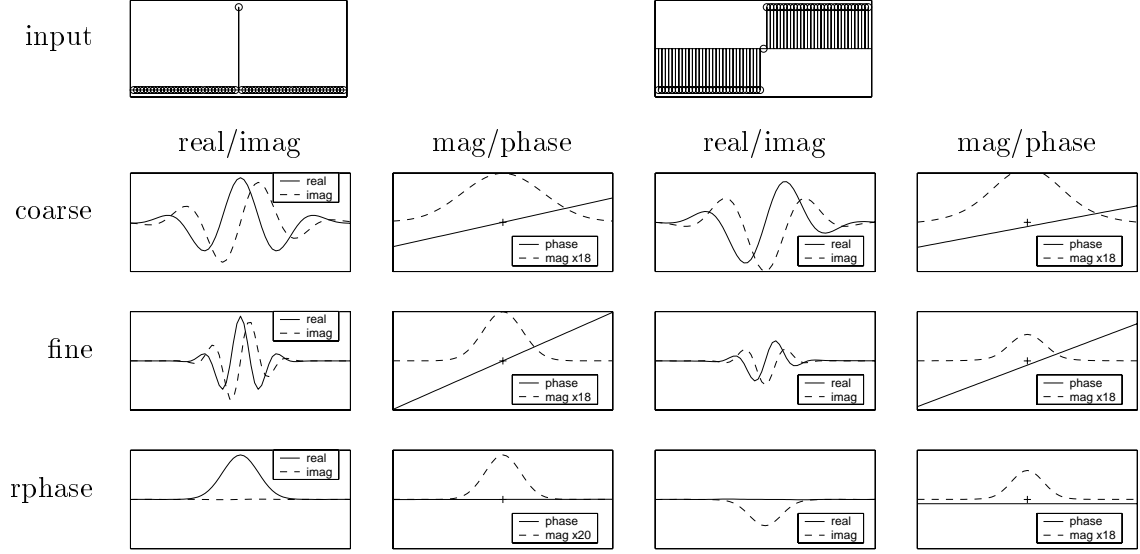 input
real/imag mag/phase real/imag mag/phase
coarse
real
imag
phase
mag x18
real
imag
phase
mag x18
fine
real
imag
phase
mag x18
real
imag
phase
mag x18
rphase
real
imag
phase
mag x20
real
imag
phase
mag x18